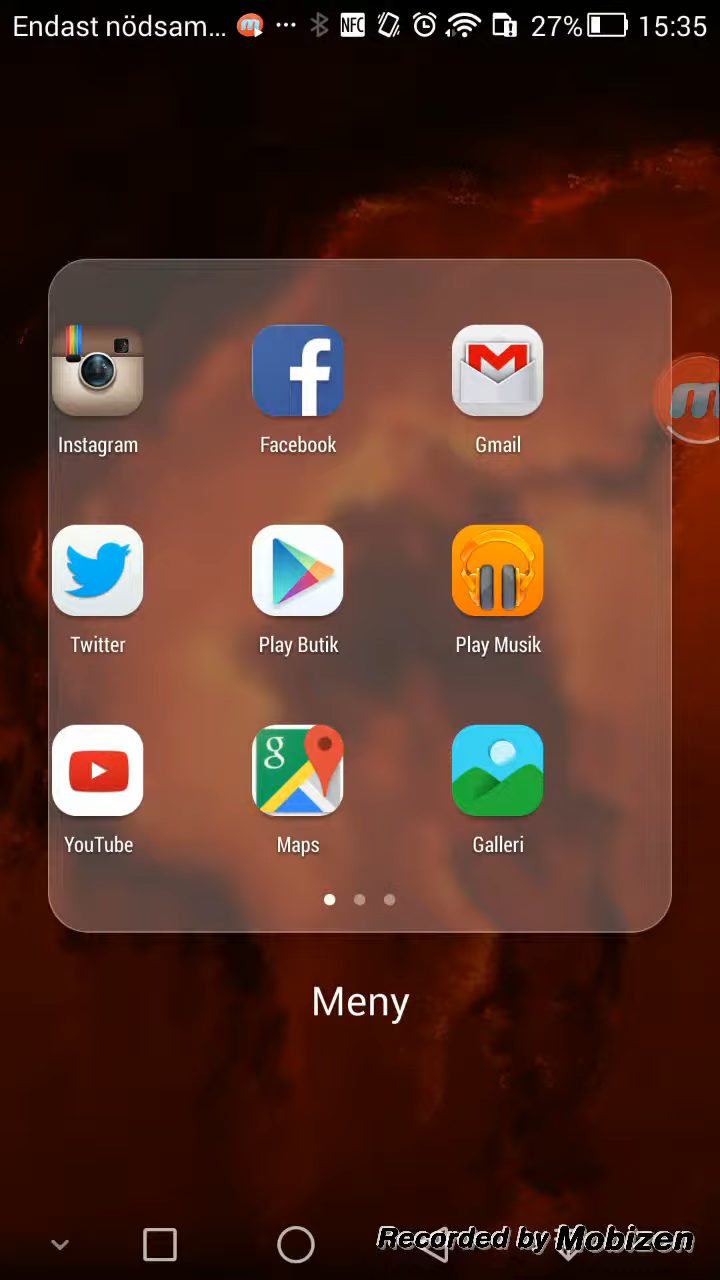 Endast nödsam... NFC 27% 15:35
Instagram Facebook Gmail
Twitter Play Butik Play Musik
YouTube Maps Galleri
Meny
Recorded by Mobizen